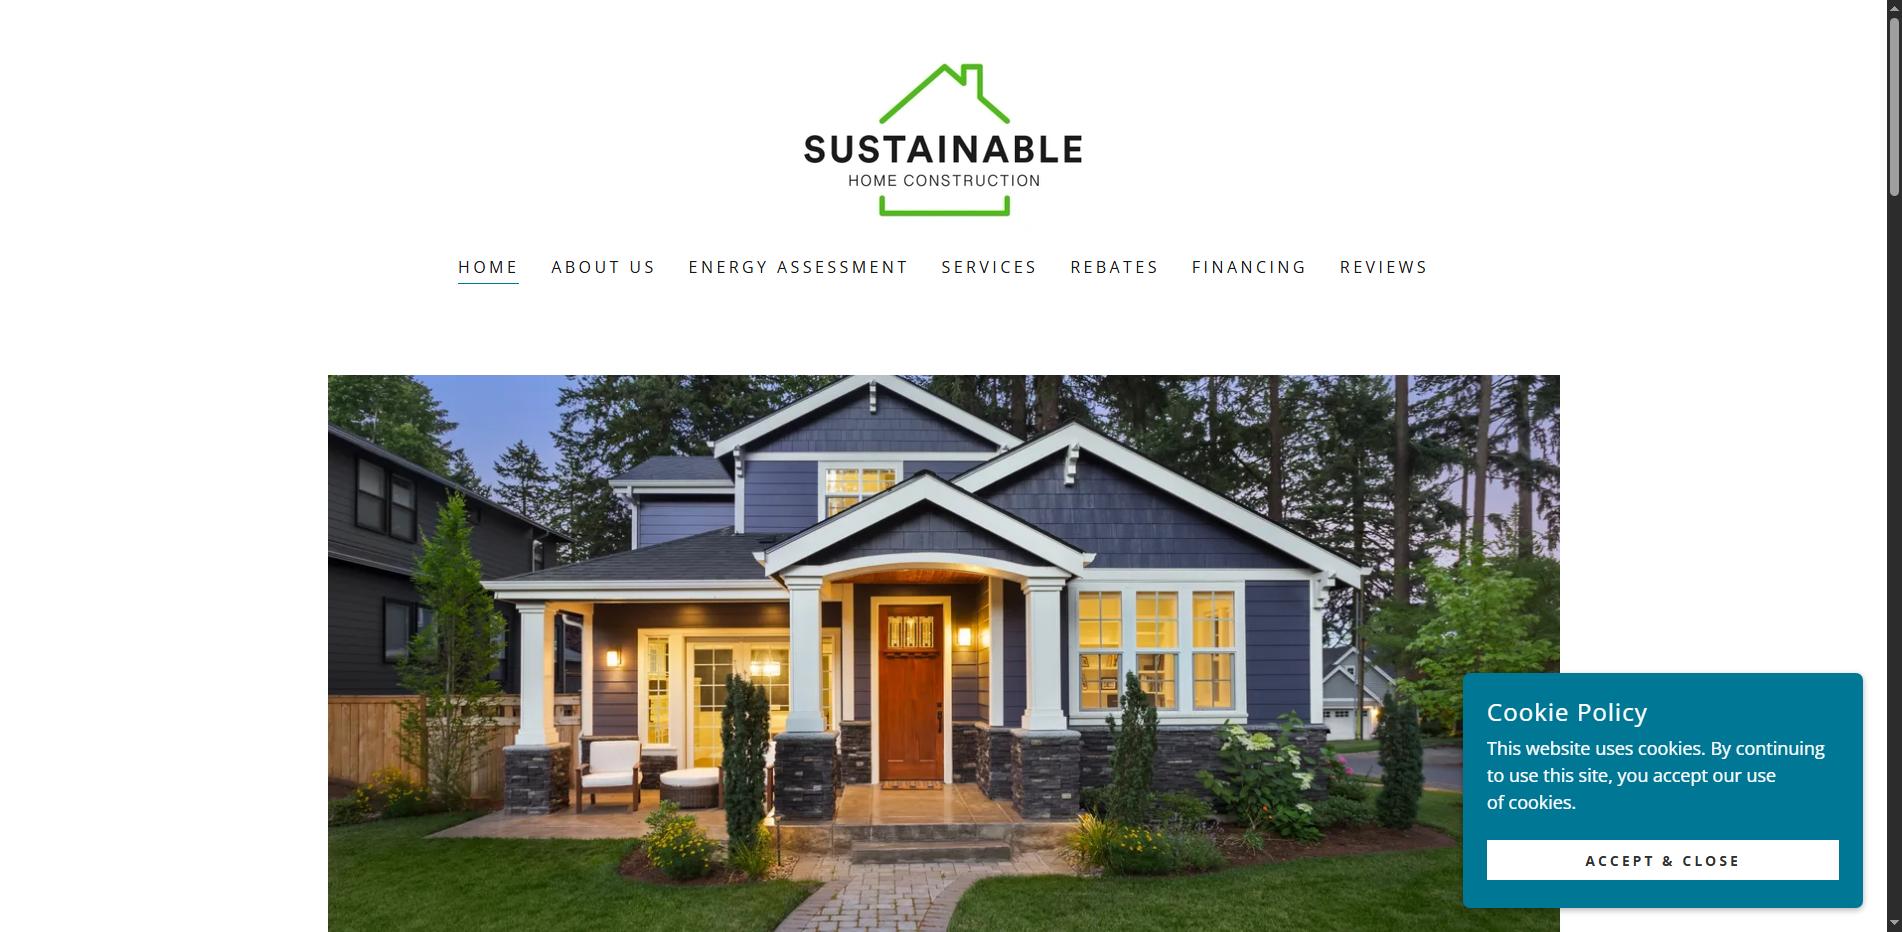 SUSTAINABLE
HOME CONSTRUCTION
HOME ABOUT US ENERGY ASSESSMENT SERVICES REBATES FINANCING REVIEWS
Cookie Policy
This website uses cookies. By continuing
to use this site, you accept our use
of cookies.
ACCEPT & CLOSE